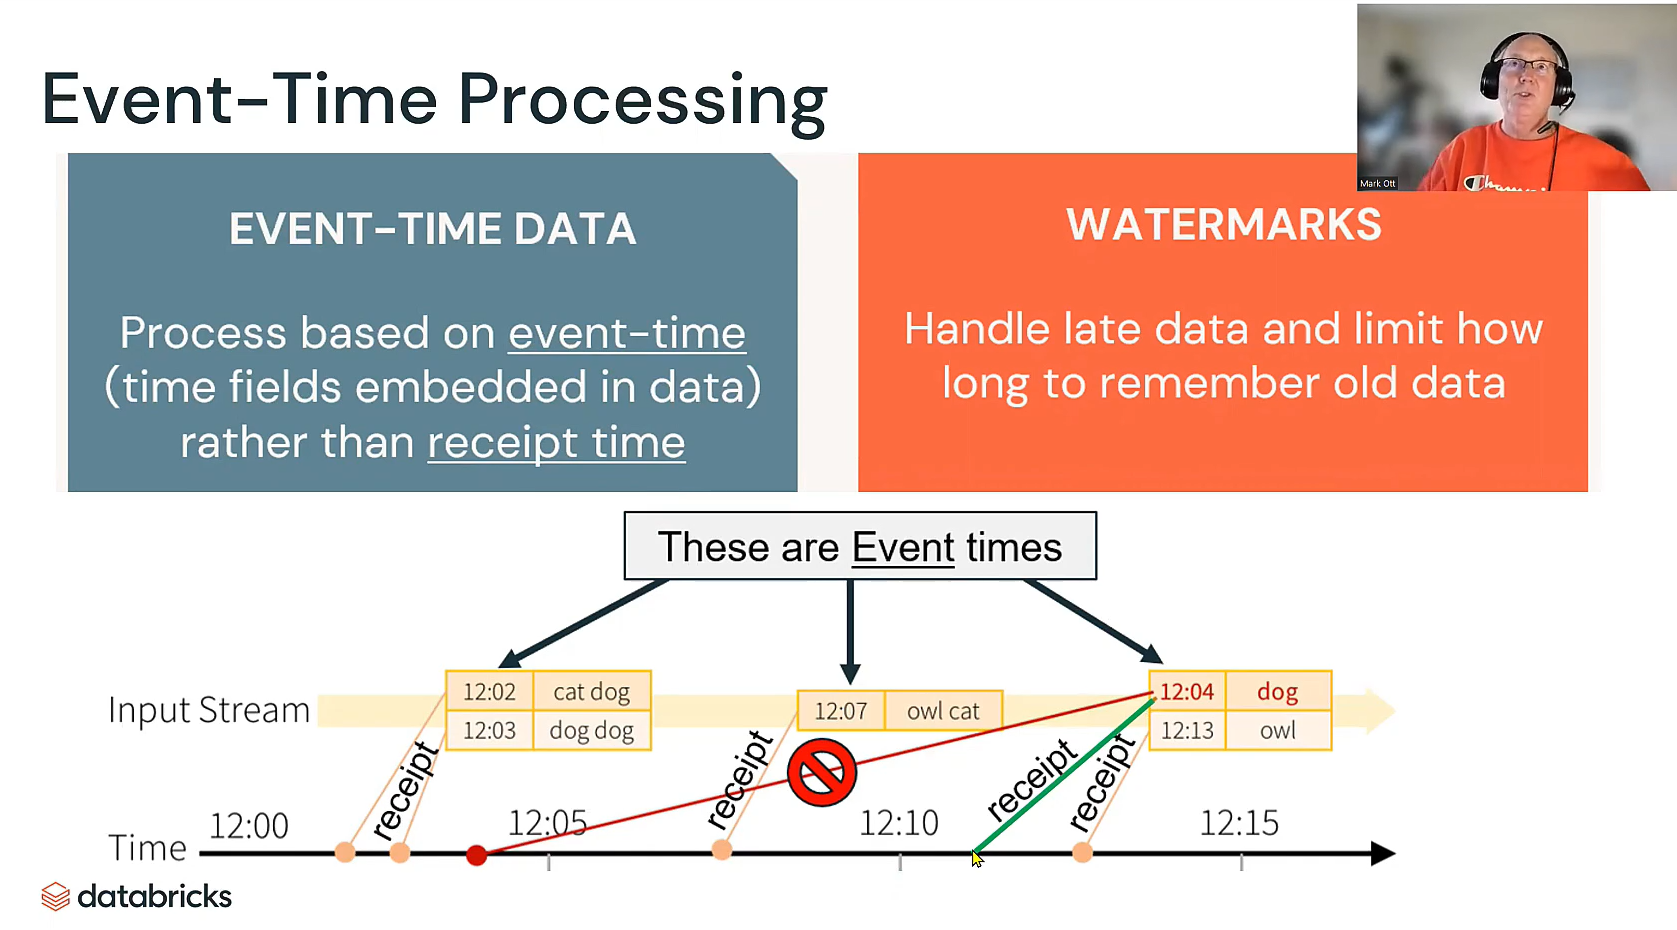 Event-Time Processing
Mark Ott
Champion
EVENT-TIME DATA
Process based on event-time
(time fields embedded in data)
rather than receipt time
WATERMARKS
Handle late data and limit how
long to remember old data
These are Event times
Input Stream
12:02 cat dog
12:03 dog dog
12:07 owl cat
12:04 dog
12:13 owl
receipt
receipt
receipt
receipt
12:00 12:05 12:10 12:15
Time
databricks